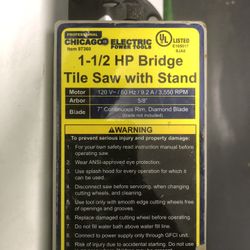 PROFESSIONAL
CHICAGO ELECTRIC
POWER TOOLS
Item 97360
UL LISTED
E105017
1-1/2 HP Bridge
Tile Saw with Stand
Motor 120 V~ / 60 Hz / 9.2 A / 3,550 RPM
Arbor 5/8"
Blade 7" Continuous Rim, Diamond Blade
(blade not included)
WARNING
To prevent serious injury and property damage:
1. For your own safety read instruction manual before
operating saw.
2. Wear ANSI-approved eye protection.
3. Use splash hood for every operation for which it can be
used.
4. Disconnect saw before servicing, when changing
cutting wheels, and cleaning.
5. Use tool only with smooth edge cutting wheels free
of openings and grooves.
6. Replace damaged cutting wheel before operating.
7. Do not fill water bath above water fill line.
8. Connect to power supply only through GFCI unit.
9. Risk of injury due to accidental starting. Do not use